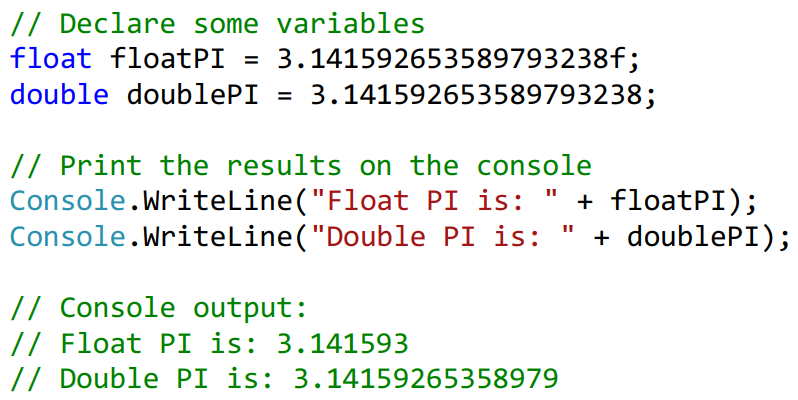 // Declare some variables
float floatPI = 3.141592653589793238f;
double doublePI = 3.141592653589793238;
// Print the results on the console
Console.WriteLine("Float PI is: " + floatPI);
Console.WriteLine("Double PI is: " + doublePI);
// Console output:
// Float PI is: 3.141593
// Double PI is: 3.14159265358979